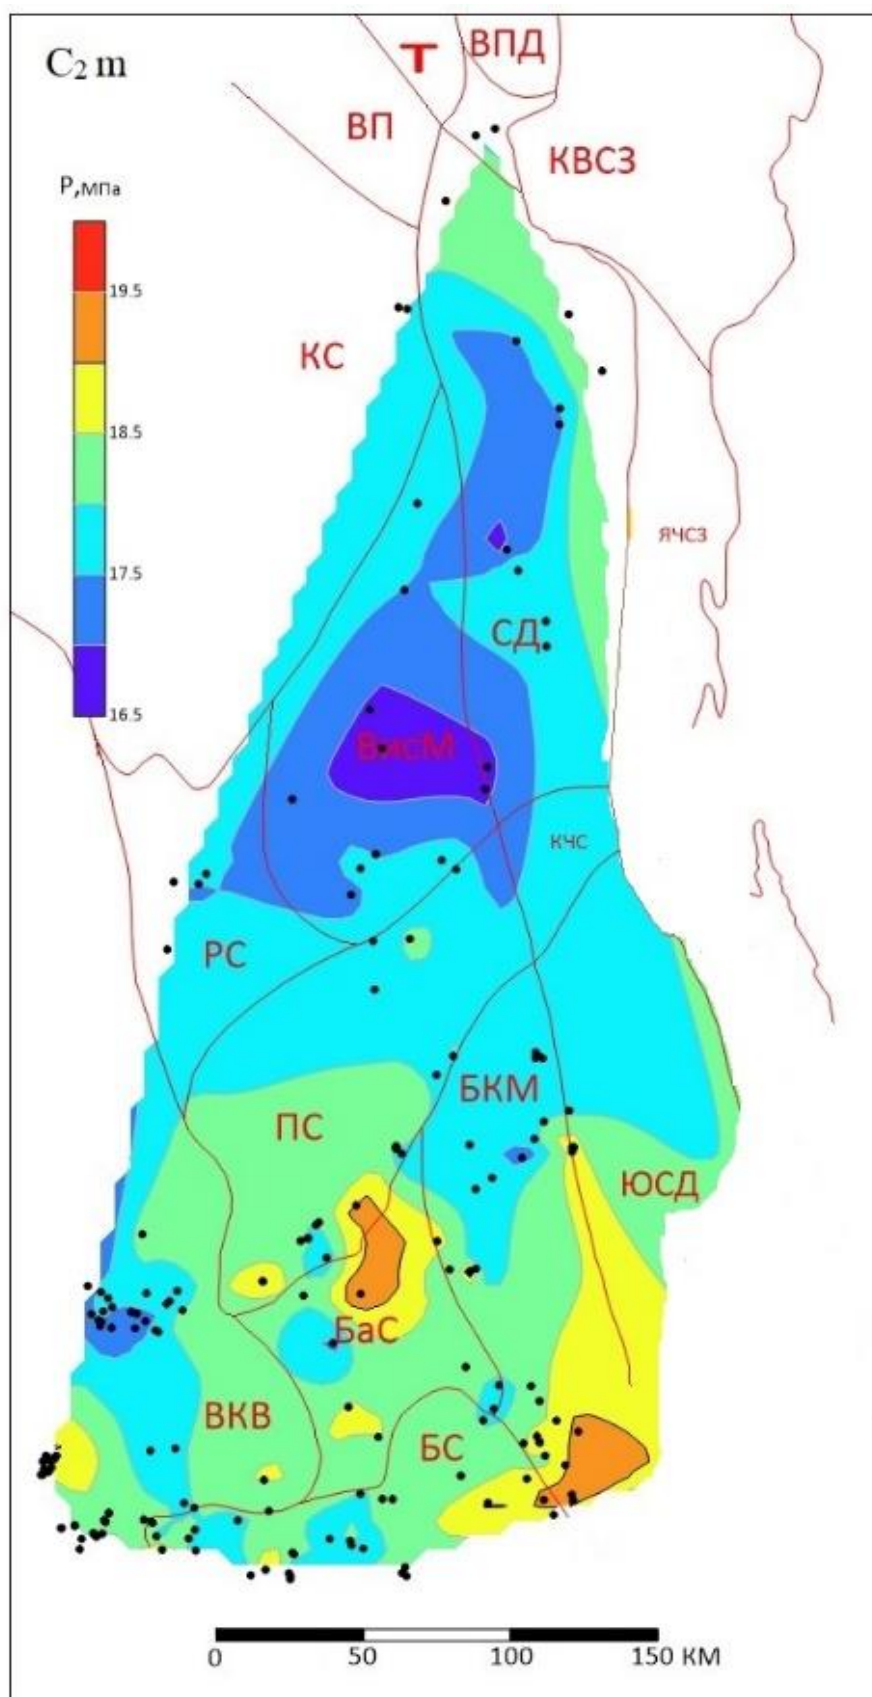 C₂ m
Т
ВПД
ВП
КВСЗ
Р,мпа
19.5
18.5
17.5
16.5
КС
ЯЧСЗ
СД
ВисМ
КЧС
РС
БКМ
ПС
ЮСД
БаС
ВКВ
БС
0 50 100 150 КМ